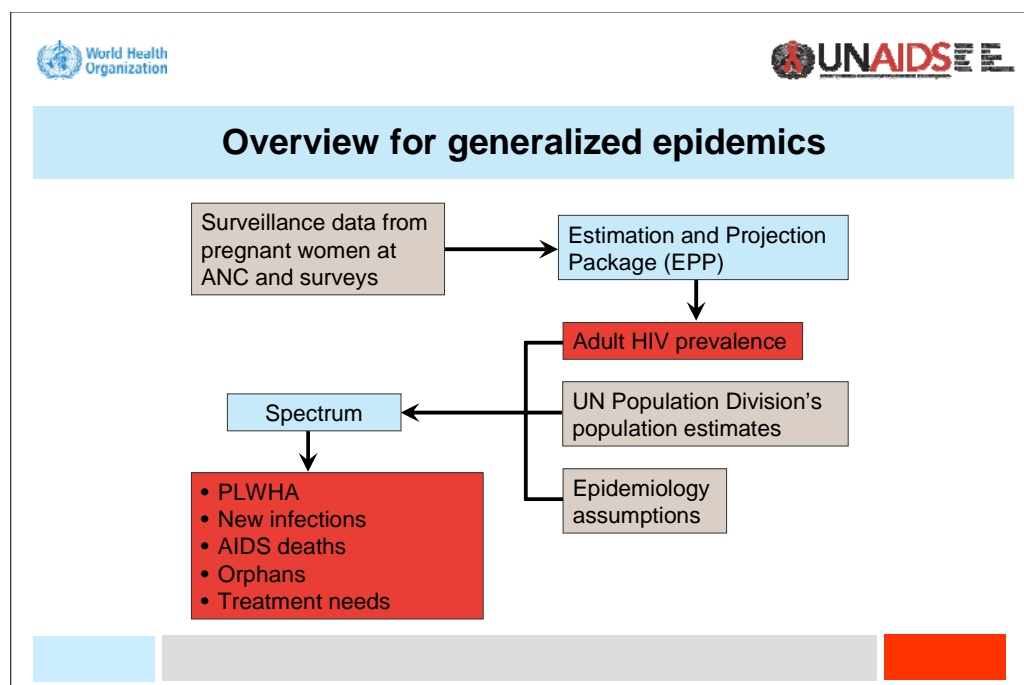 World Health
Organization
UNAIDS
Overview for generalized epidemics
Surveillance data from
pregnant women at
ANC and surveys
Estimation and Projection
Package (EPP)
Adult HIV prevalence
UN Population Division’s
population estimates
Spectrum
Epidemiology
assumptions
• PLWHA
• New infections
• AIDS deaths
• Orphans
• Treatment needs